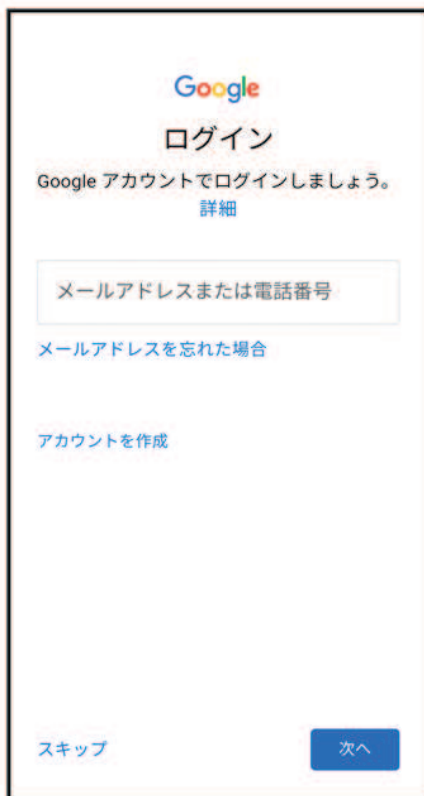 Google
ログイン
Google アカウントでログインしましょう。
詳細
メールアドレスまたは電話番号
メールアドレスを忘れた場合
アカウントを作成
スキップ
次へ